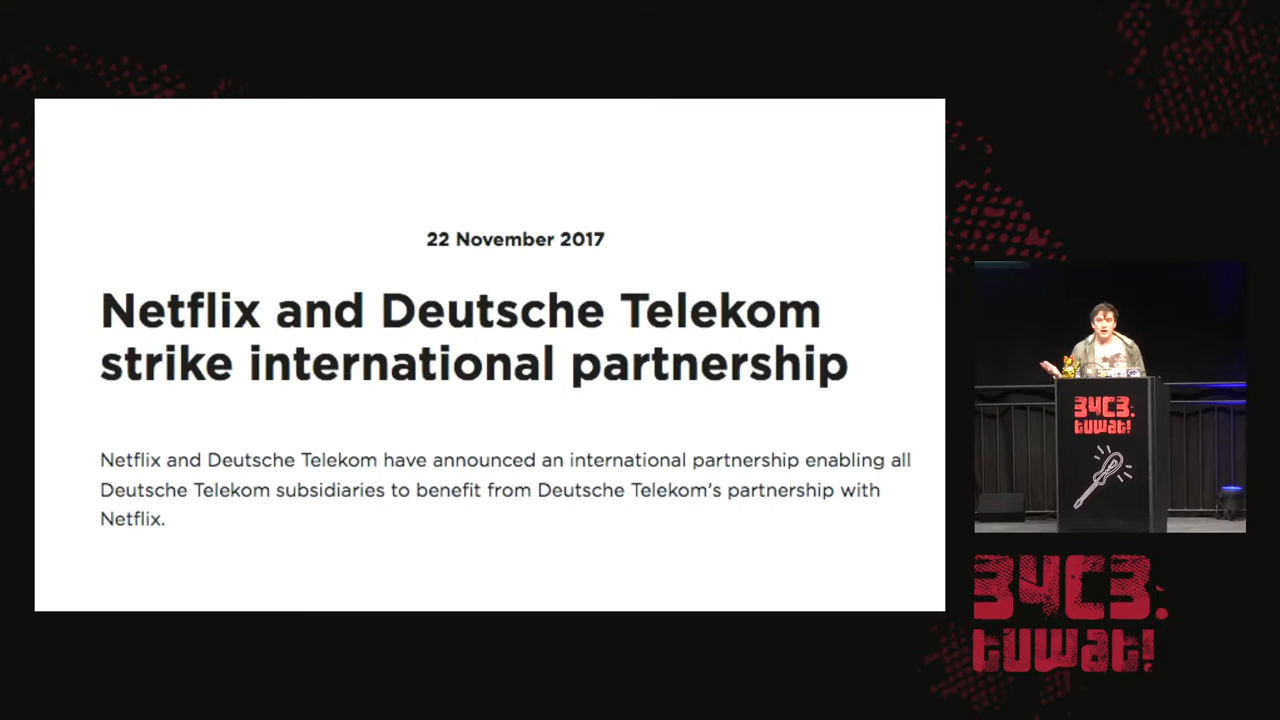 22 November 2017
Netflix and Deutsche Telekom
strike international partnership
Netflix and Deutsche Telekom have announced an international partnership enabling all
Deutsche Telekom subsidiaries to benefit from Deutsche Telekom's partnership with
Netflix.
34C3.
tuwat!
34C3.
tuwat!